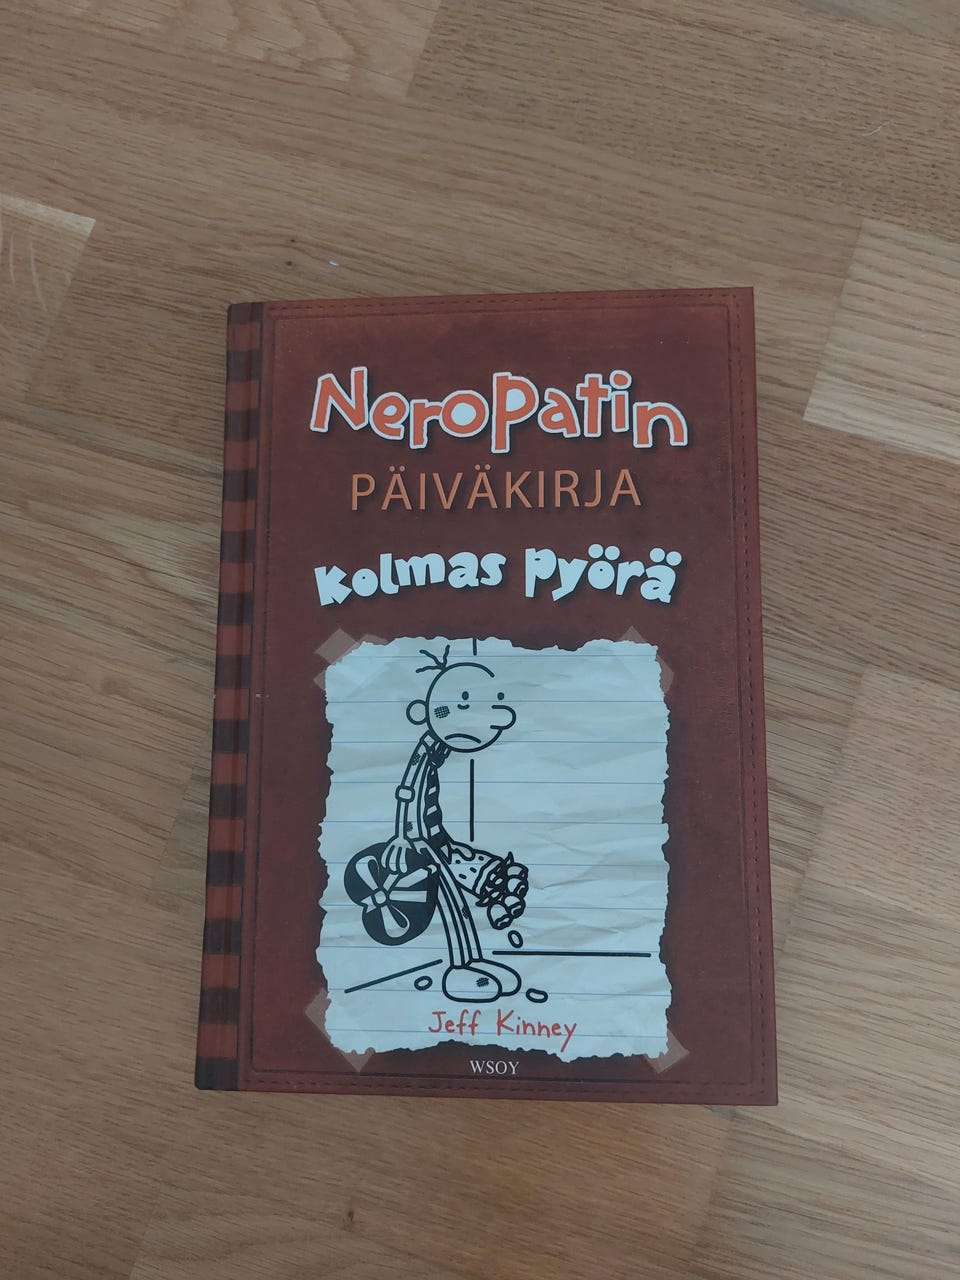 Neropatin
PÄIVÄKIRJA
Kolmas pyörä
Jeff Kinney
WSOY